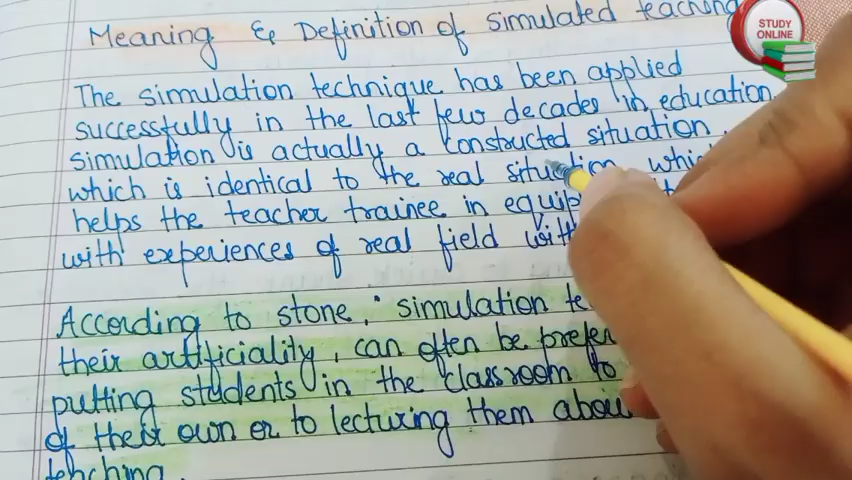 Meaning & Definition of simulated teaching
STUDY
ONLINE
The simulation technique has been applied
successfully in the last few decades in education
simulation is actually a constructed situation.
which is identical to the real situation
helps the teacher trainee in
with experiences of real field
According to stone, simulation
their artificiality, can often be
putting students in the classroom to
of their own or to lecturing them